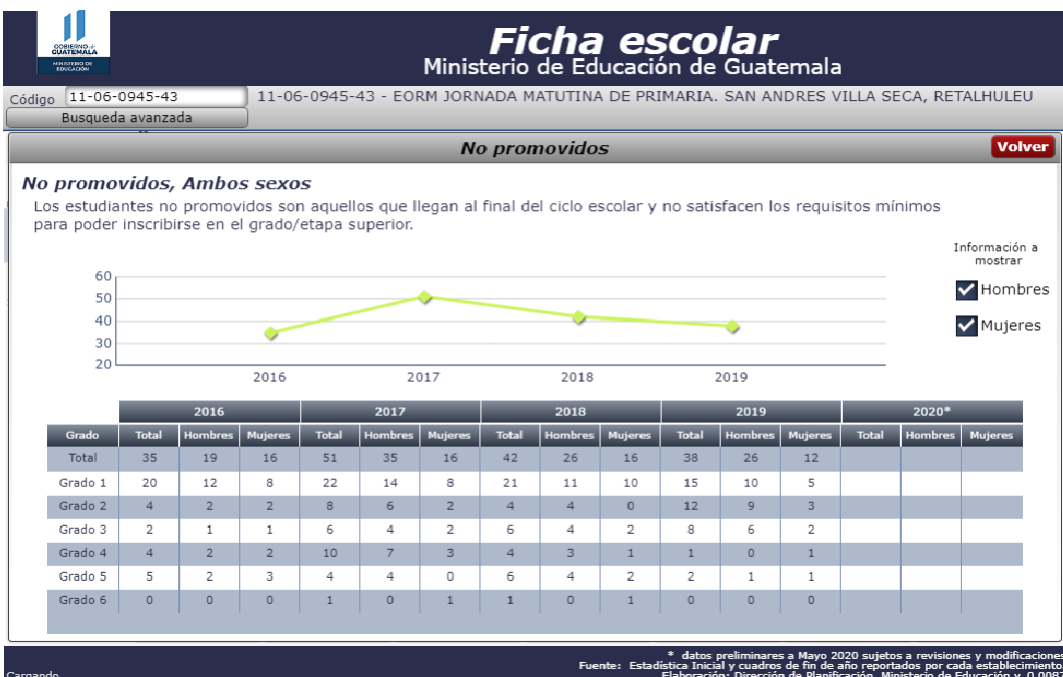 GOBIERNO de
GUATEMALA
MINISTERIO DE
EDUCACIÓN
Ficha escolar
Ministerio de Educación de Guatemala
Código 11-06-0945-43 11-06-0945-43 - EORM JORNADA MATUTINA DE PRIMARIA. SAN ANDRES VILLA SECA, RETALHULEU
Busqueda avanzada
No promovidos Volver
No promovidos, Ambos sexos
Los estudiantes no promovidos son aquellos que llegan al final del ciclo escolar y no satisfacen los requisitos mínimos
para poder inscribirse en el grado/etapa superior.
Información a
mostrar
Hombres
Mujeres
60
50
40
30
20
2016 2017 2018 2019
2016 2017 2018 2019 2020*
Grado Total Hombres Mujeres Total Hombres Mujeres Total Hombres Mujeres Total Hombres Mujeres Total Hombres Mujeres
Total 35 19 16 51 35 16 42 26 16 38 26 12
Grado 1 20 12 8 22 14 8 21 11 10 15 10 5
Grado 2 4 2 2 8 6 2 4 4 0 12 9 3
Grado 3 2 1 1 6 4 2 6 4 2 8 6 2
Grado 4 4 2 2 10 7 3 4 3 1 1 0 1
Grado 5 5 2 3 4 4 0 6 4 2 2 1 1
Grado 6 0 0 0 1 0 1 1 0 1 0 0 0
* datos preliminares a Mayo 2020 sujetos a revisiones y modificaciones
Fuente: Estadística Inicial y cuadros de fin de año reportados por cada establecimiento.
Cargando Elaboración: Dirección de Planificación, Ministerio de Educación